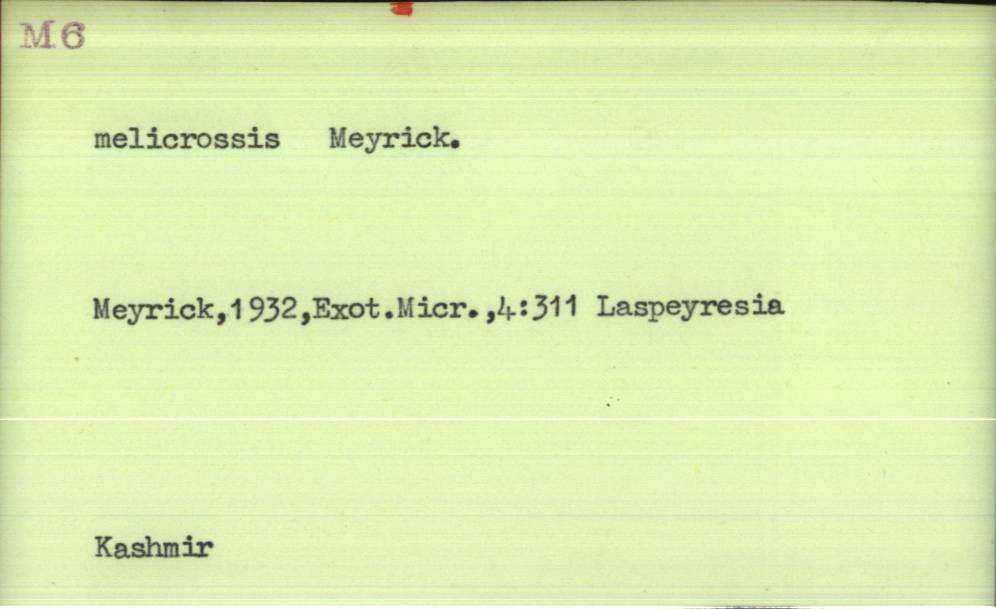 M6
melicrossis Meyrick.
Meyrick,1932,Exot.Micr.,4:311 Laspeyresia
Kashmir